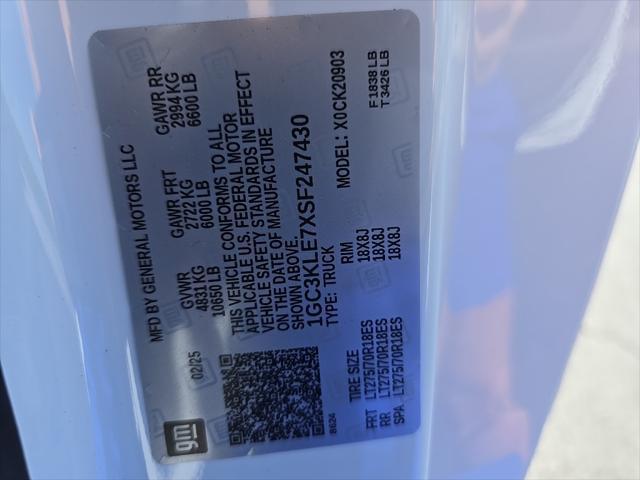 gm
02/25
MFD BY GENERAL MOTORS LLC
GVWR GAWR FRT GAWR RR
4831 KG 2722 KG 2994 KG
10650 LB 6000 LB 6600 LB
THIS VEHICLE CONFORMS TO ALL
APPLICABLE U.S. FEDERAL MOTOR
VEHICLE SAFETY STANDARDS IN EFFECT
ON THE DATE OF MANUFACTURE
SHOWN ABOVE.
1GC3KLE7XSF247430
TYPE: TRUCK MODEL: X0CK20903
8624
TIRE SIZE RIM
FRT LT275/70R18ES 18X8J F1838 LB
RR LT275/70R18ES 18X8J T3426 LB
SPA LT275/70R18ES 18X8J